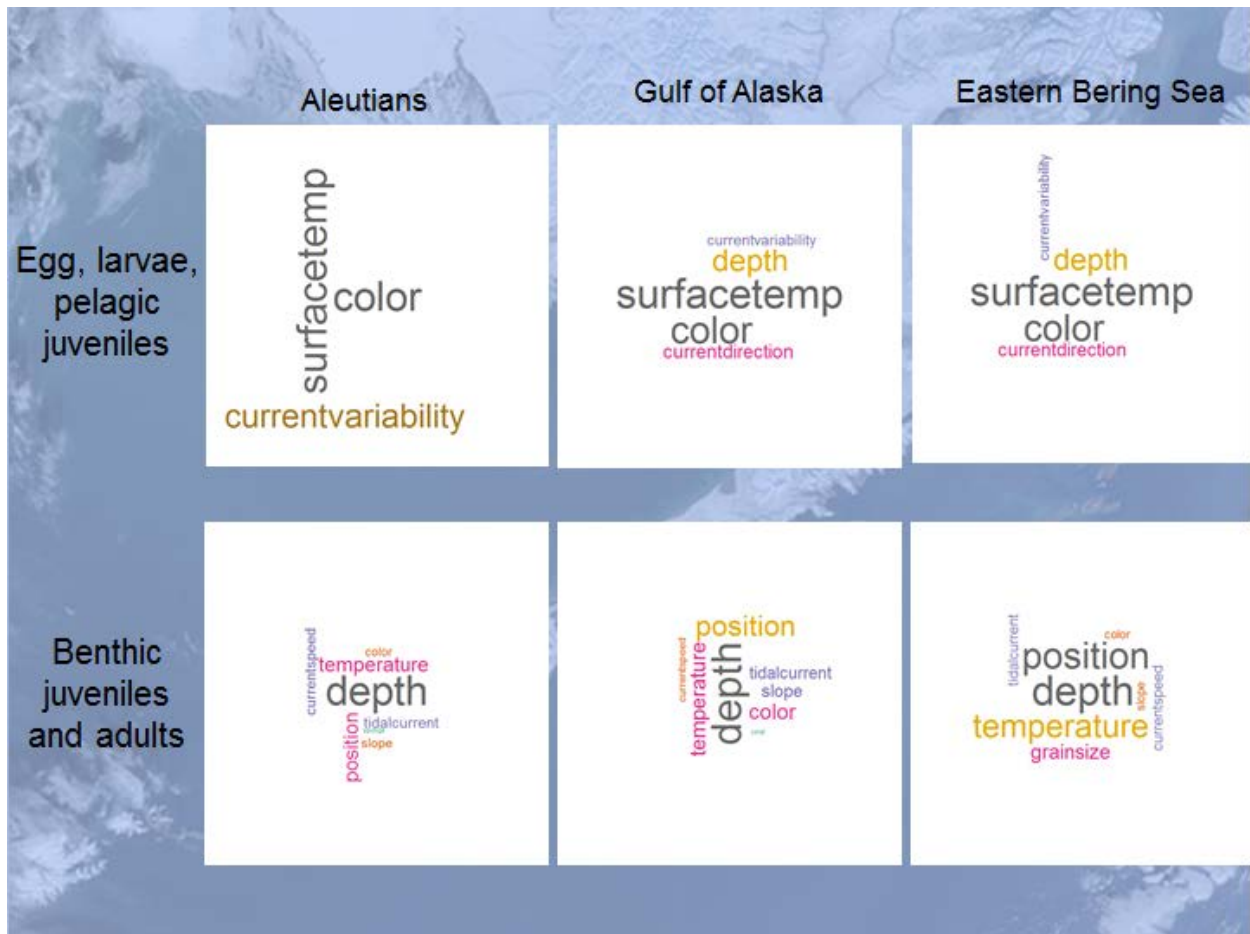 Aleutians
Gulf of Alaska
Eastern Bering Sea
Egg, larvae,
pelagic
juveniles
surfacetemp
color
currentvariability
currentvariability
depth
surfacetemp
color
currentdirection
currentvariability
depth
surfacetemp
color
currentdirection
Benthic
juveniles
and adults
currentspeed
color
temperature
depth
position
tidalcurrent
slope
position
currentspeed
temperature
depth
tidalcurrent
slope
color
tidalcurrent
color
position
depth
slope
currentspeed
temperature
grainsize